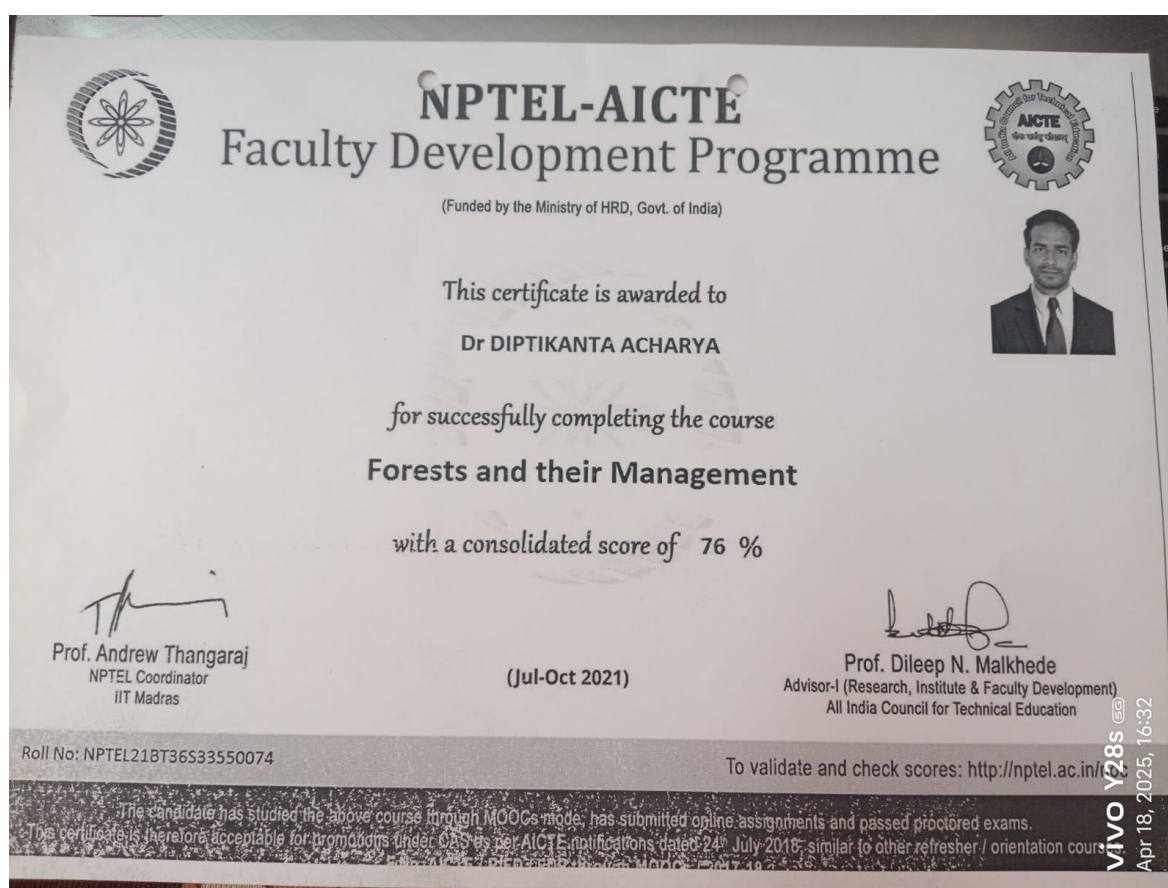 NPTEL-AICTE
Faculty Development Programme
(Funded by the Ministry of HRD, Govt. of India)
AICTE
This certificate is awarded to
Dr DIPTIKANTA ACHARYA
for successfully completing the course
Forests and their Management
with a consolidated score of 76 %
Prof. Andrew Thangaraj
NPTEL Coordinator
IIT Madras
(Jul-Oct 2021)
Prof. Dileep N. Malkhede
Advisor-I (Research, Institute & Faculty Development)
All India Council for Technical Education
Roll No: NPTEL21BT36S33550074
To validate and check scores: http://nptel.ac.in/noc
The candidate has studied the above course through MOOCs mode, has submitted online assignments and passed proctored exams.
This certificate is therefore acceptable for promotions under CAS as per AICTE notifications dated 24th July 2018, similar to other refresher / orientation courses.
vivo Y28s 5G
Apr 18, 2025, 16:32